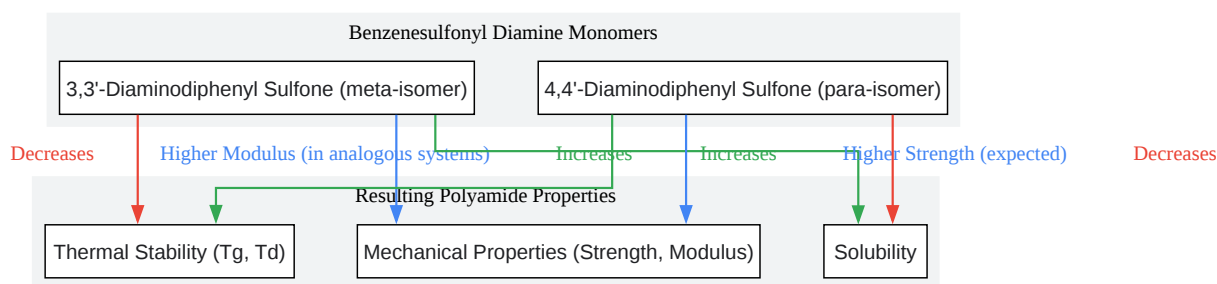 Benzenesulfonyl Diamine Monomers
3,3'-Diaminodiphenyl Sulfone (meta-isomer)
4,4'-Diaminodiphenyl Sulfone (para-isomer)
Decreases
Higher Modulus (in analogous systems)
Increases
Increases
Higher Strength (expected)
Decreases
Resulting Polyamide Properties
Thermal Stability (Tg, Td)
Mechanical Properties (Strength, Modulus)
Solubility